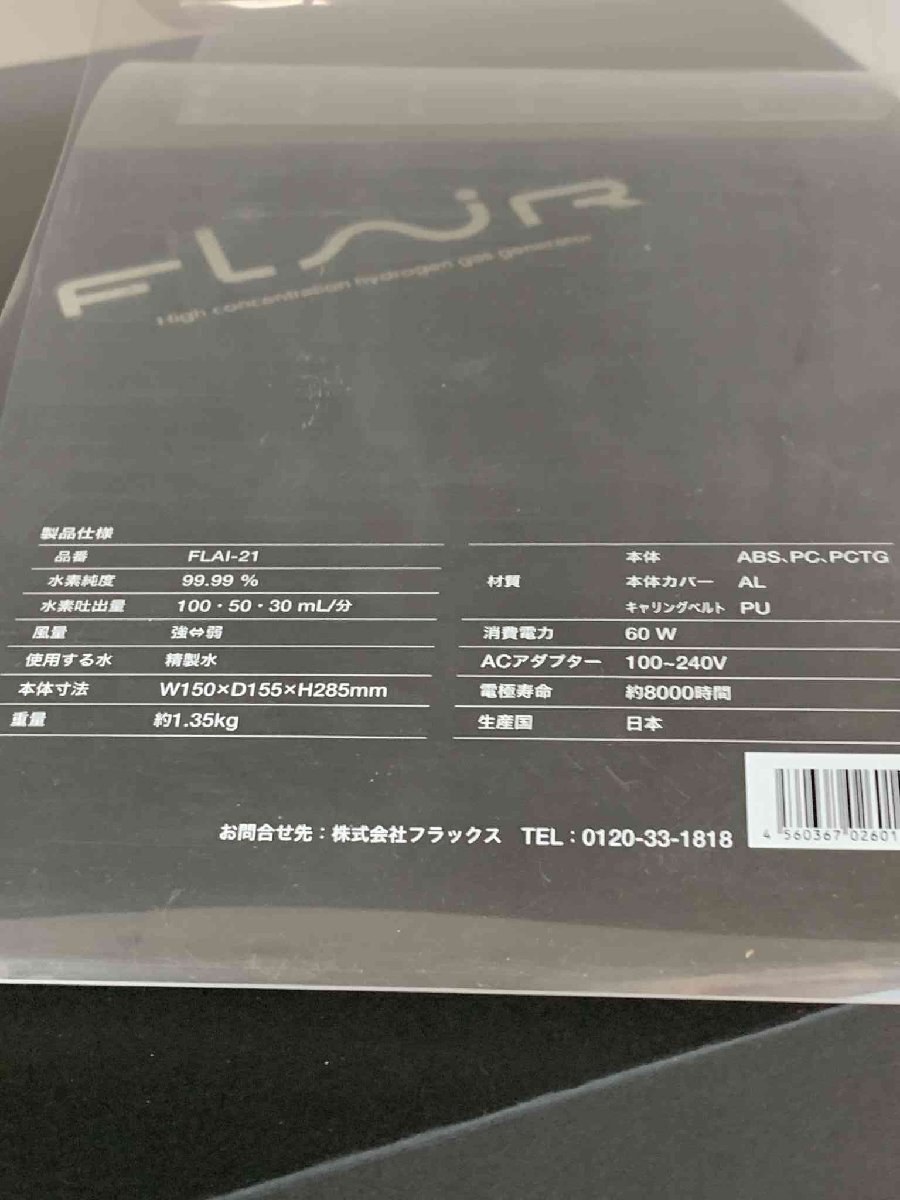 FLAiR
High concentration hydrogen gas generator
製品仕様
品番 FLAI-21
水素純度 99.99 %
水素吐出量 100・50・30 mL/分
風量 強⇔弱
使用する水 精製水
本体寸法 W150×D155×H285mm
重量 約1.35kg
材質 本体 ABS、PC、PCTG
本体カバー AL
キャリングベルト PU
消費電力 60 W
ACアダプター 100~240V
電極寿命 約8000時間
生産国 日本
お問合せ先：株式会社フラックス TEL：0120-33-1818
4 560367 02601